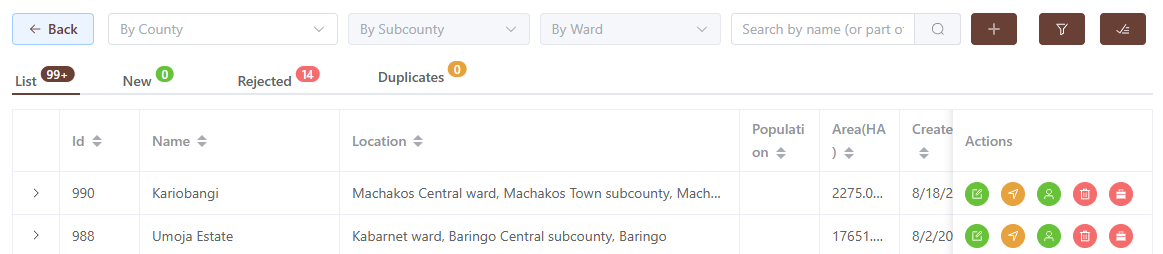 Back
By County
By Subcounty
By Ward
Search by name (or part of
List 99+
New 0
Rejected 14
Duplicates 0
Id
Name
Location
Populati
on
Area(HA
)
Create
Actions
990 Kariobangi Machakos Central ward, Machakos Town subcounty, Mach... 2275.0... 8/18/2
988 Umoja Estate Kabarnet ward, Baringo Central subcounty, Baringo 17651.... 8/2/20